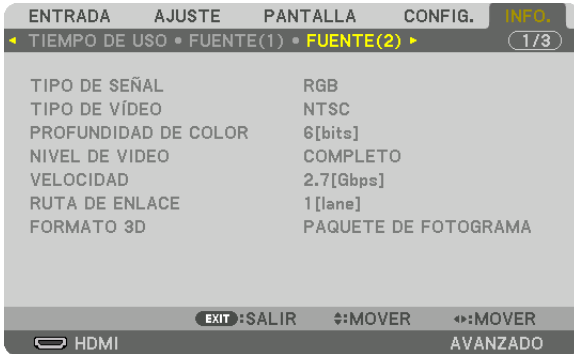 ENTRADA AJUSTE PANTALLA CONFIG. INFO.
TIEMPO DE USO • FUENTE(1) • FUENTE(2) 1/3
TIPO DE SEÑAL RGB
TIPO DE VÍDEO NTSC
PROFUNDIDAD DE COLOR 6[bits]
NIVEL DE VIDEO COMPLETO
VELOCIDAD 2.7[Gbps]
RUTA DE ENLACE 1[lane]
FORMATO 3D PAQUETE DE FOTOGRAMA
EXIT :SALIR :MOVER :MOVER
HDMI AVANZADO